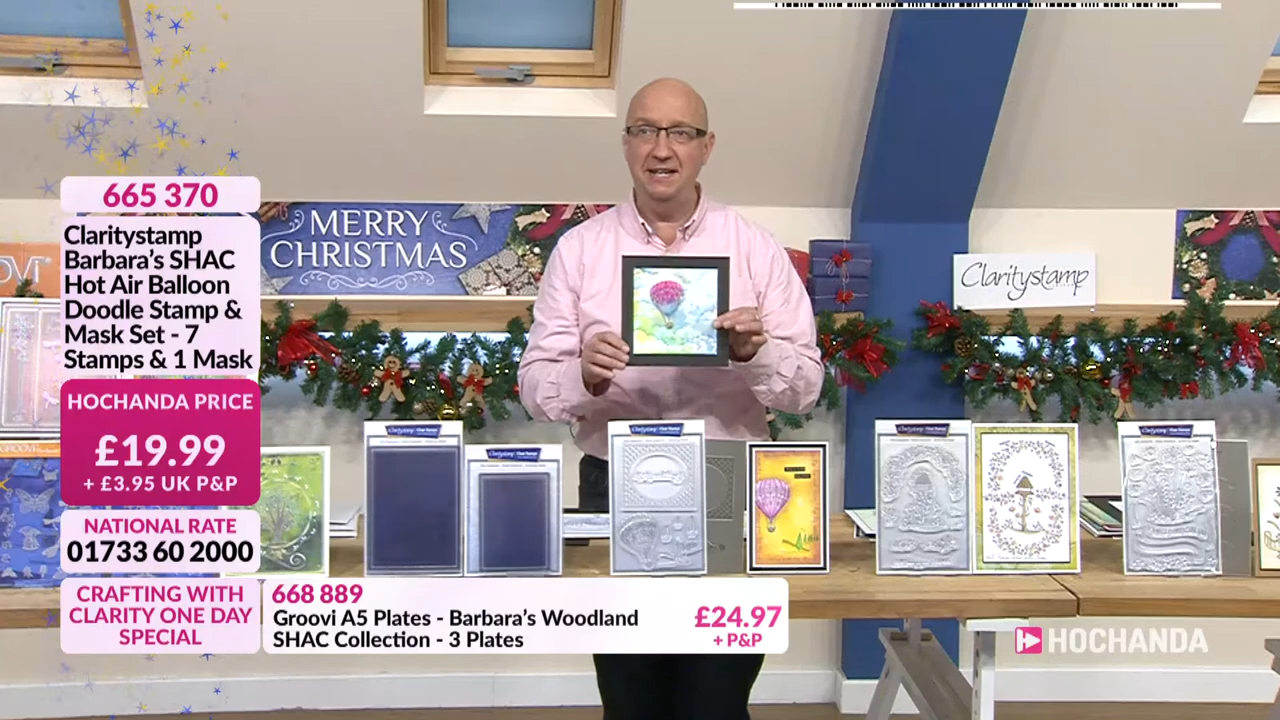 665 370
Claritystamp
Barbara's SHAC
Hot Air Balloon
Doodle Stamp &
Mask Set - 7
Stamps & 1 Mask
HOCHANDA PRICE
£19.99
+ £3.95 UK P&P
NATIONAL RATE
01733 60 2000
CRAFTING WITH
CLARITY ONE DAY
SPECIAL
668 889
Groovi A5 Plates - Barbara's Woodland
SHAC Collection - 3 Plates
£24.97
+ P&P
MERRY
CHRISTMAS
Claritystamp
HOCHANDA